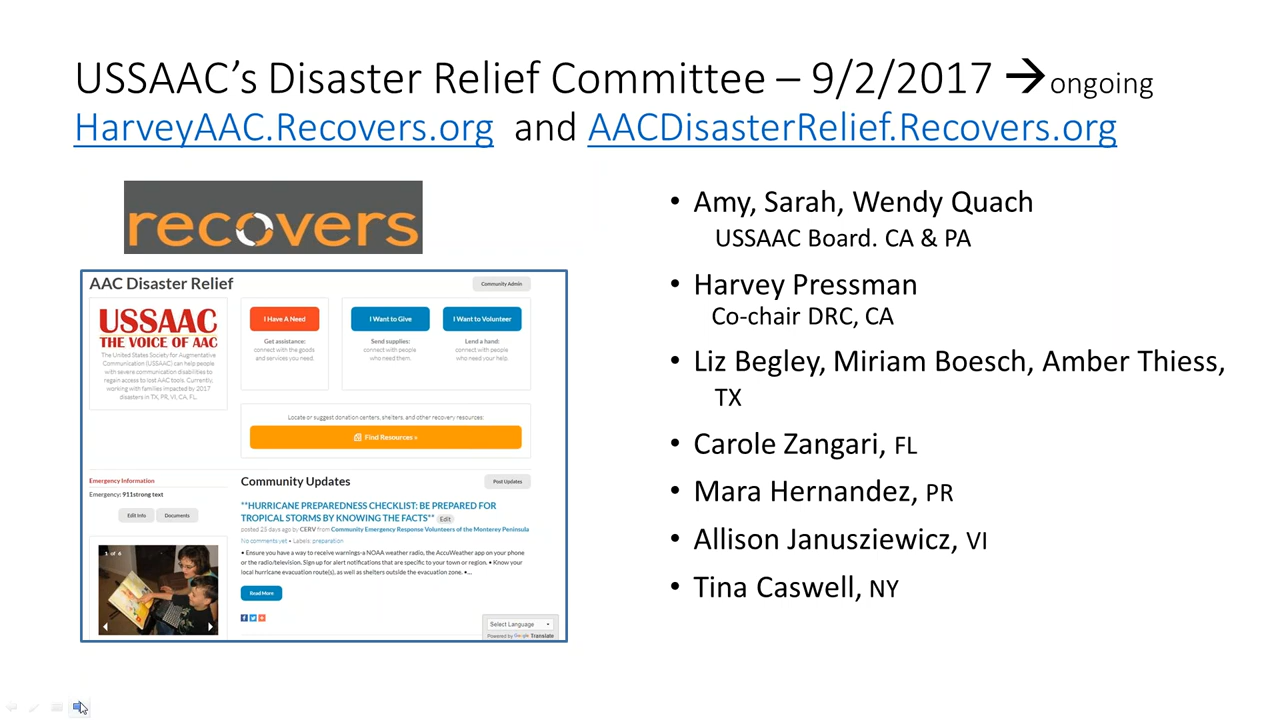 USSAAC’s Disaster Relief Committee – 9/2/2017 → ongoing
HarveyAAC.Recovers.org and AACDisasterRelief.Recovers.org
recovers
AAC Disaster Relief
Community Admin
USSAAC
THE VOICE OF AAC
The United States Society for Augmentative
Communication (USSAAC) can help people
with severe communication disabilities to
regain access to lost AAC tools. Currently,
working with families impacted by 2017
disasters in TX, PR, VI, CA, FL.
I Have A Need
Get assistance:
connect with the goods
and services you need.
I Want to Give
Send supplies:
connect with people
who need them.
I Want to Volunteer
Lend a hand:
connect with people
who need your help.
Locate or suggest donation centers, shelters, and other recovery resources:
Find Resources »
Emergency Information
Emergency: 911strong text
Edit Info
Documents
1 of 6
Community Updates
Post Updates
**HURRICANE PREPAREDNESS CHECKLIST: BE PREPARED FOR
TROPICAL STORMS BY KNOWING THE FACTS** Edit
posted 25 days ago by CERV from Community Emergency Response Volunteers of the Monterey Peninsula
No comments yet • Labels: preparation
• Ensure you have a way to receive warnings-a NOAA weather radio, the AccuWeather app on your phone
or the radio/television. Sign up for alert notifications that are specific to your town or region. • Know your
local hurricane evacuation route(s), as well as shelters outside the evacuation zone. •...
Read More
Select Language
Powered by Google Translate
• Amy, Sarah, Wendy Quach
USSAAC Board. CA & PA
• Harvey Pressman
Co-chair DRC, CA
• Liz Begley, Miriam Boesch, Amber Thiess,
TX
• Carole Zangari, FL
• Mara Hernandez, PR
• Allison Janusziewicz, VI
• Tina Caswell, NY